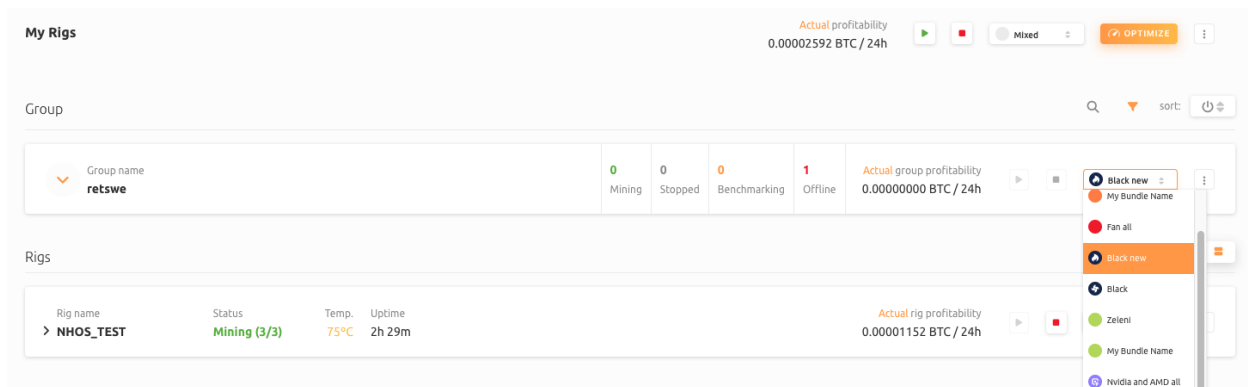 My Rigs
Actual profitability
0.00002592 BTC / 24h
Mixed
OPTIMIZE
Group
sort:
Group name
retswe
0
Mining
0
Stopped
0
Benchmarking
1
Offline
Actual group profitability
0.00000000 BTC / 24h
Black new
My Bundle Name
Fan all
Black new
Black
Zeleni
My Bundle Name
Nvidia and AMD all
Rigs
Rig name
NHOS_TEST
Status
Mining (3/3)
Temp.
75°C
Uptime
2h 29m
Actual rig profitability
0.00001152 BTC / 24h